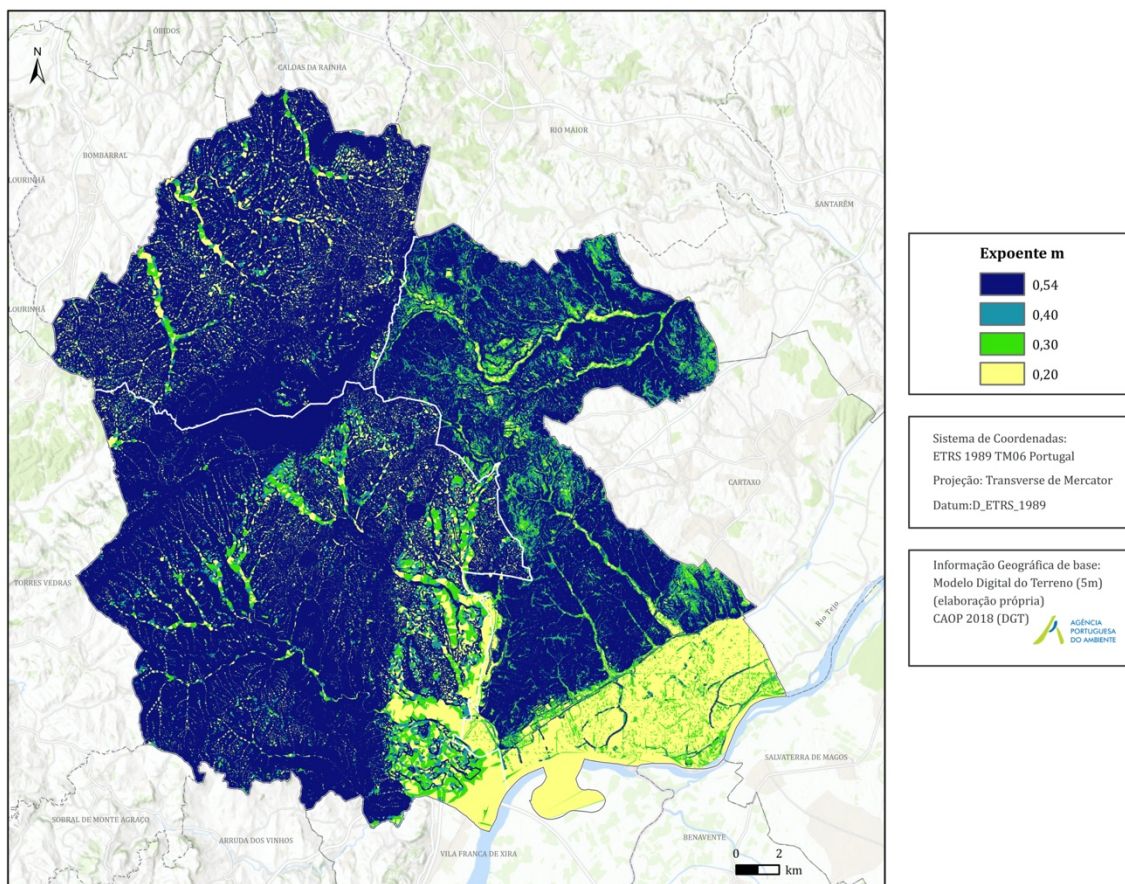 ÓBIDOS
N
CALDAS DA RAINHA
RIO MAIOR
BOMBARRAL
LOURINHÃ
SANTARÉM
LOURINHÃ
CARTAXO
TORRES VEDRAS
Rio Tejo
SALVATERRA DE MAGOS
SOBRAL DE MONTE AGRAÇO
ARRUDA DOS VINHOS
BENAVENTE
VILA FRANCA DE XIRA
0 2
km
Expoente m
0,54
0,40
0,30
0,20
Sistema de Coordenadas:
ETRS 1989 TM06 Portugal
Projeção: Transverse de Mercator
Datum:D_ETRS_1989
Informação Geográfica de base:
Modelo Digital do Terreno (5m)
(elaboração própria)
CAOP 2018 (DGT)
AGÊNCIA
PORTUGUESA
DO AMBIENTE